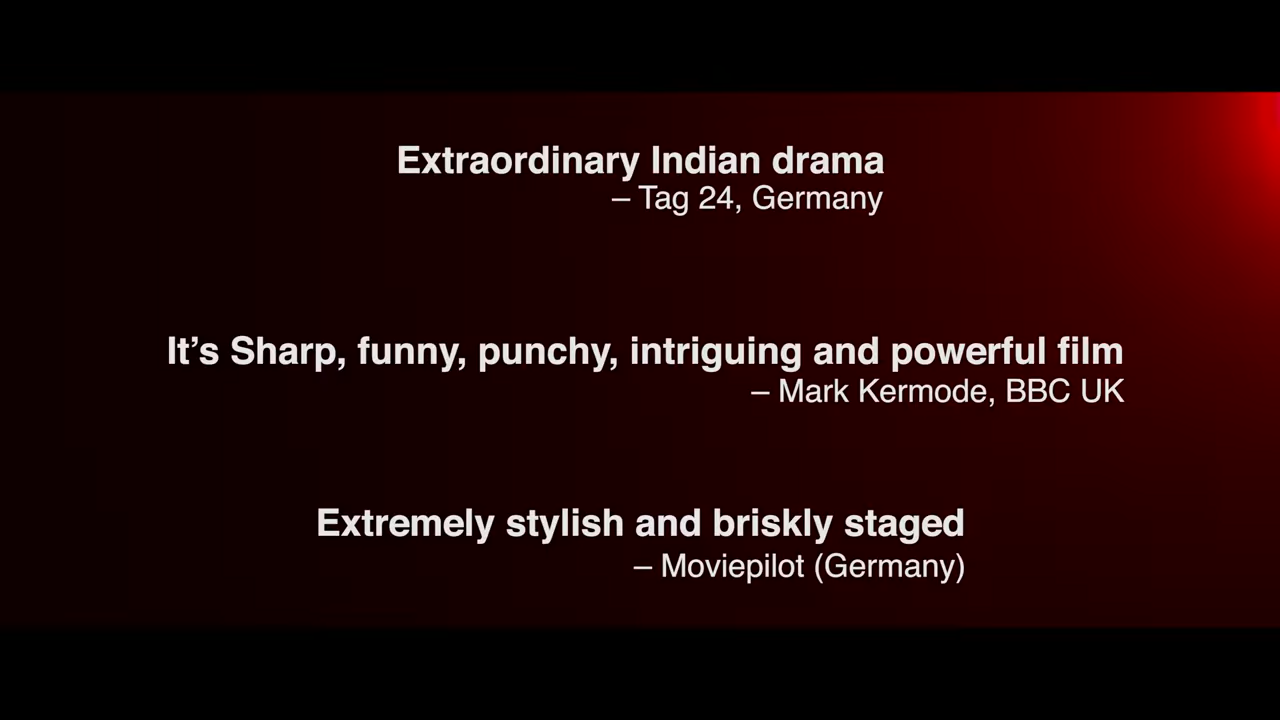 Extraordinary Indian drama
– Tag 24, Germany
It’s Sharp, funny, punchy, intriguing and powerful film
– Mark Kermode, BBC UK
Extremely stylish and briskly staged
– Moviepilot (Germany)